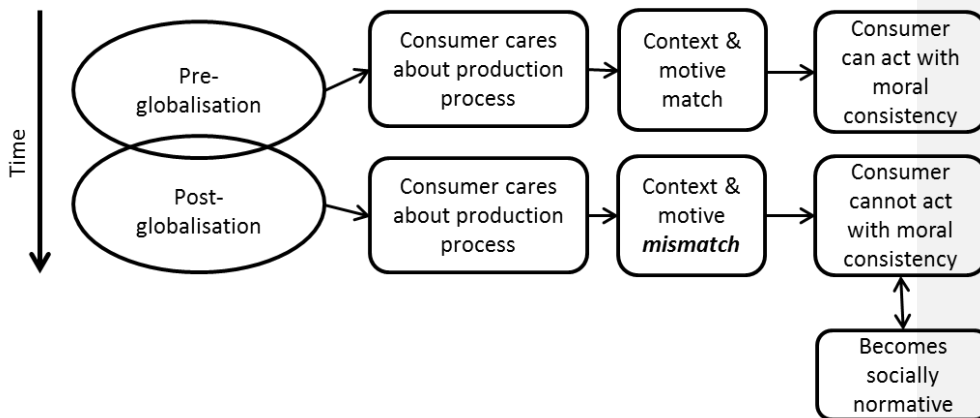 Time
Pre-
globalisation
Consumer cares
about production
process
Context &
motive
match
Consumer
can act with
moral
consistency
Post-
globalisation
Consumer cares
about production
process
Context &
motive
mismatch
Consumer
cannot act
with moral
consistency
Becomes
socially
normative